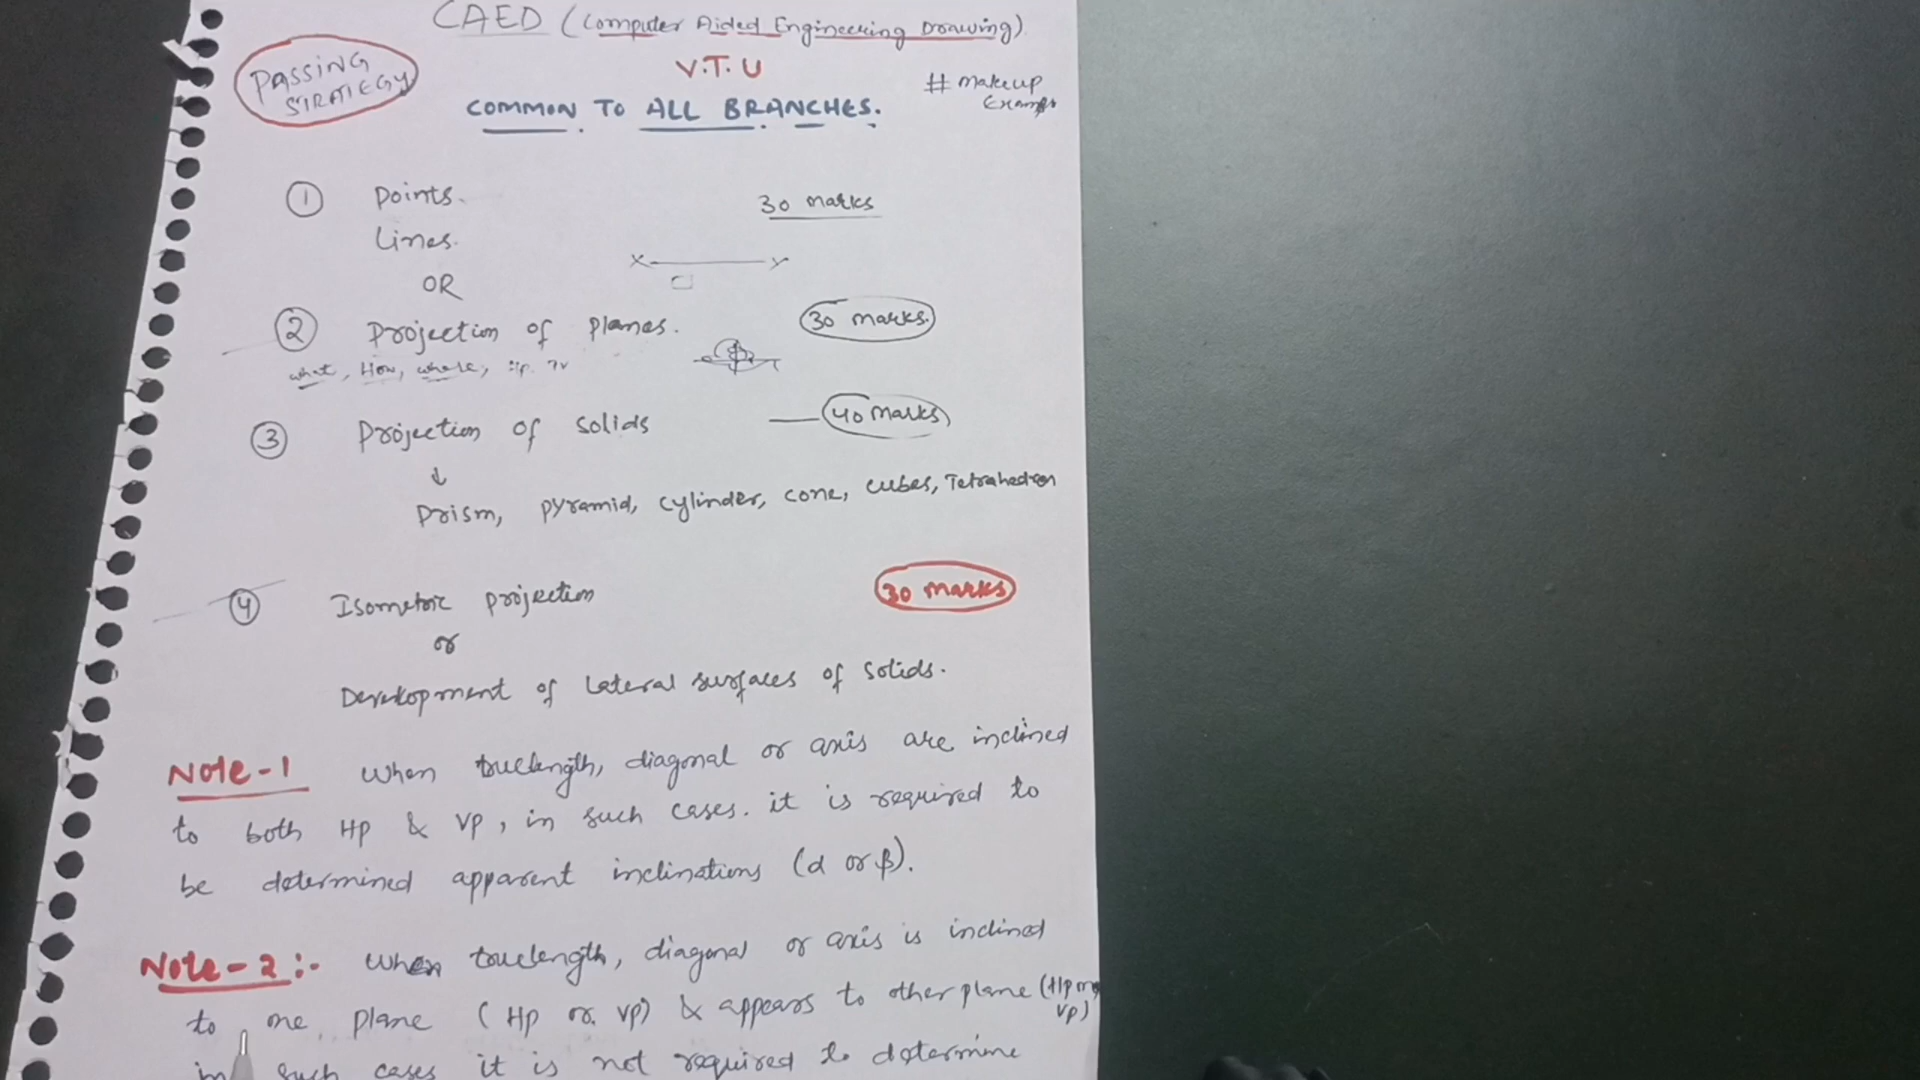 CAED (Computer Aided Engineering Drawing)
PASSING
STRATEGY
V.T.U
# makeup
Exams
COMMON TO ALL BRANCHES.
1 Points.
30 marks
Lines.
X Y
OR
2 Projection of planes.
30 marks.
what, How, where,
3 Projection of solids
40 marks
Prism, pyramid, cylinder, cone, cubes, Tetrahedron
4 Isometric projection
30 marks
or
Development of Lateral surfaces of solids.
Note-1 When truelength, diagonal or axis are inclined
to both Hp & Vp, in such cases. it is required to
be determined apparent inclinations (α or β).
Note-2:- When truelength, diagonal or axis is inclined
to one plane (Hp or Vp) & appears to other plane (Hp
Vp)
in such cases it is not required to determine